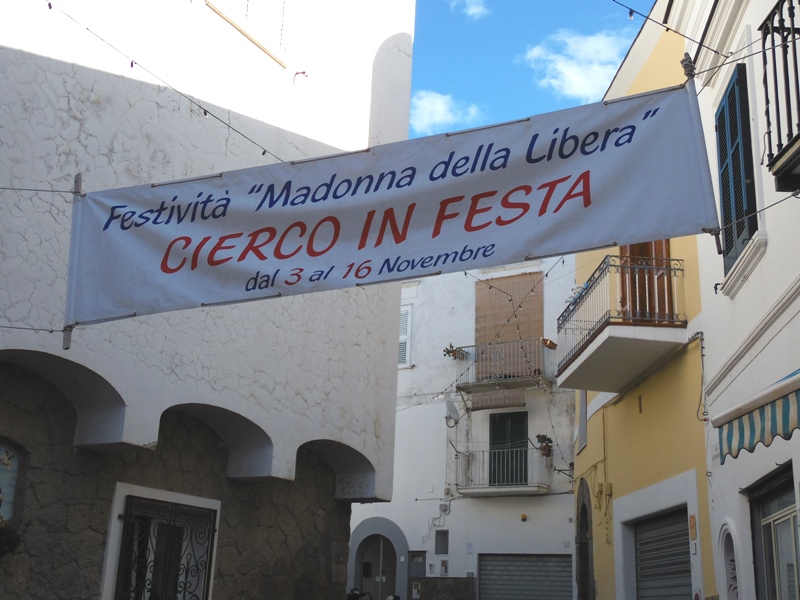 Festività "Madonna della Libera"
CIERCO IN FESTA
dal 3 al 16 Novembre